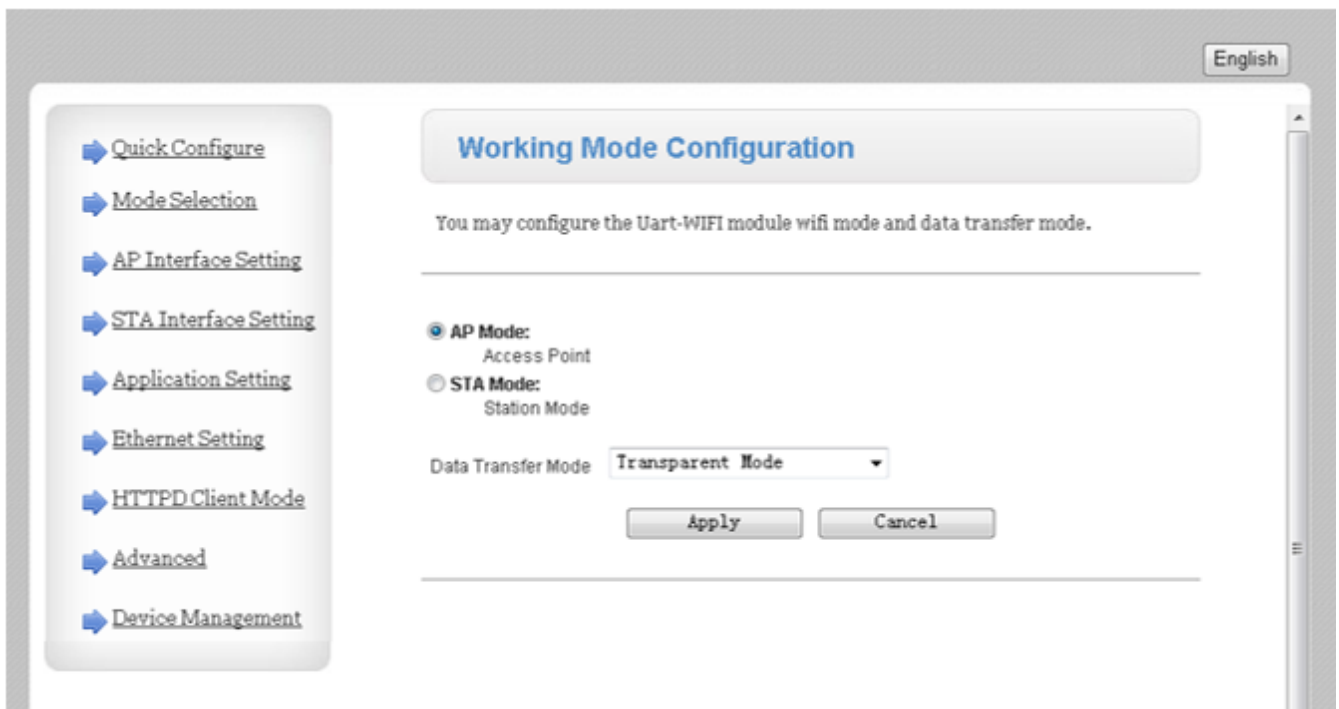 English
Quick Configure
Mode Selection
AP Interface Setting
STA Interface Setting
Application Setting
Ethernet Setting
HTTPD Client Mode
Advanced
Device Management
Working Mode Configuration
You may configure the Uart-WIFI module wifi mode and data transfer mode.
AP Mode:
Access Point
STA Mode:
Station Mode
Data Transfer Mode Transparent Mode
Apply Cancel